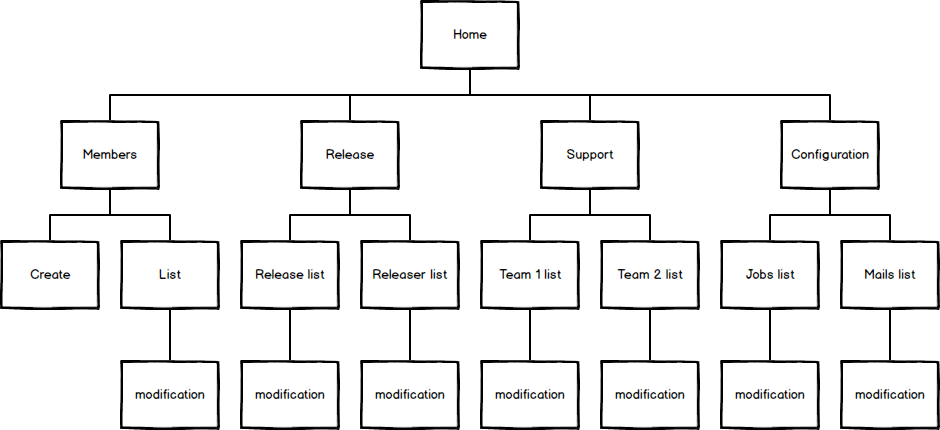 Home
Members
Release
Support
Configuration
Create
List
Release list
Releaser list
Team 1 list
Team 2 list
Jobs list
Mails list
modification
modification
modification
modification
modification
modification
modification